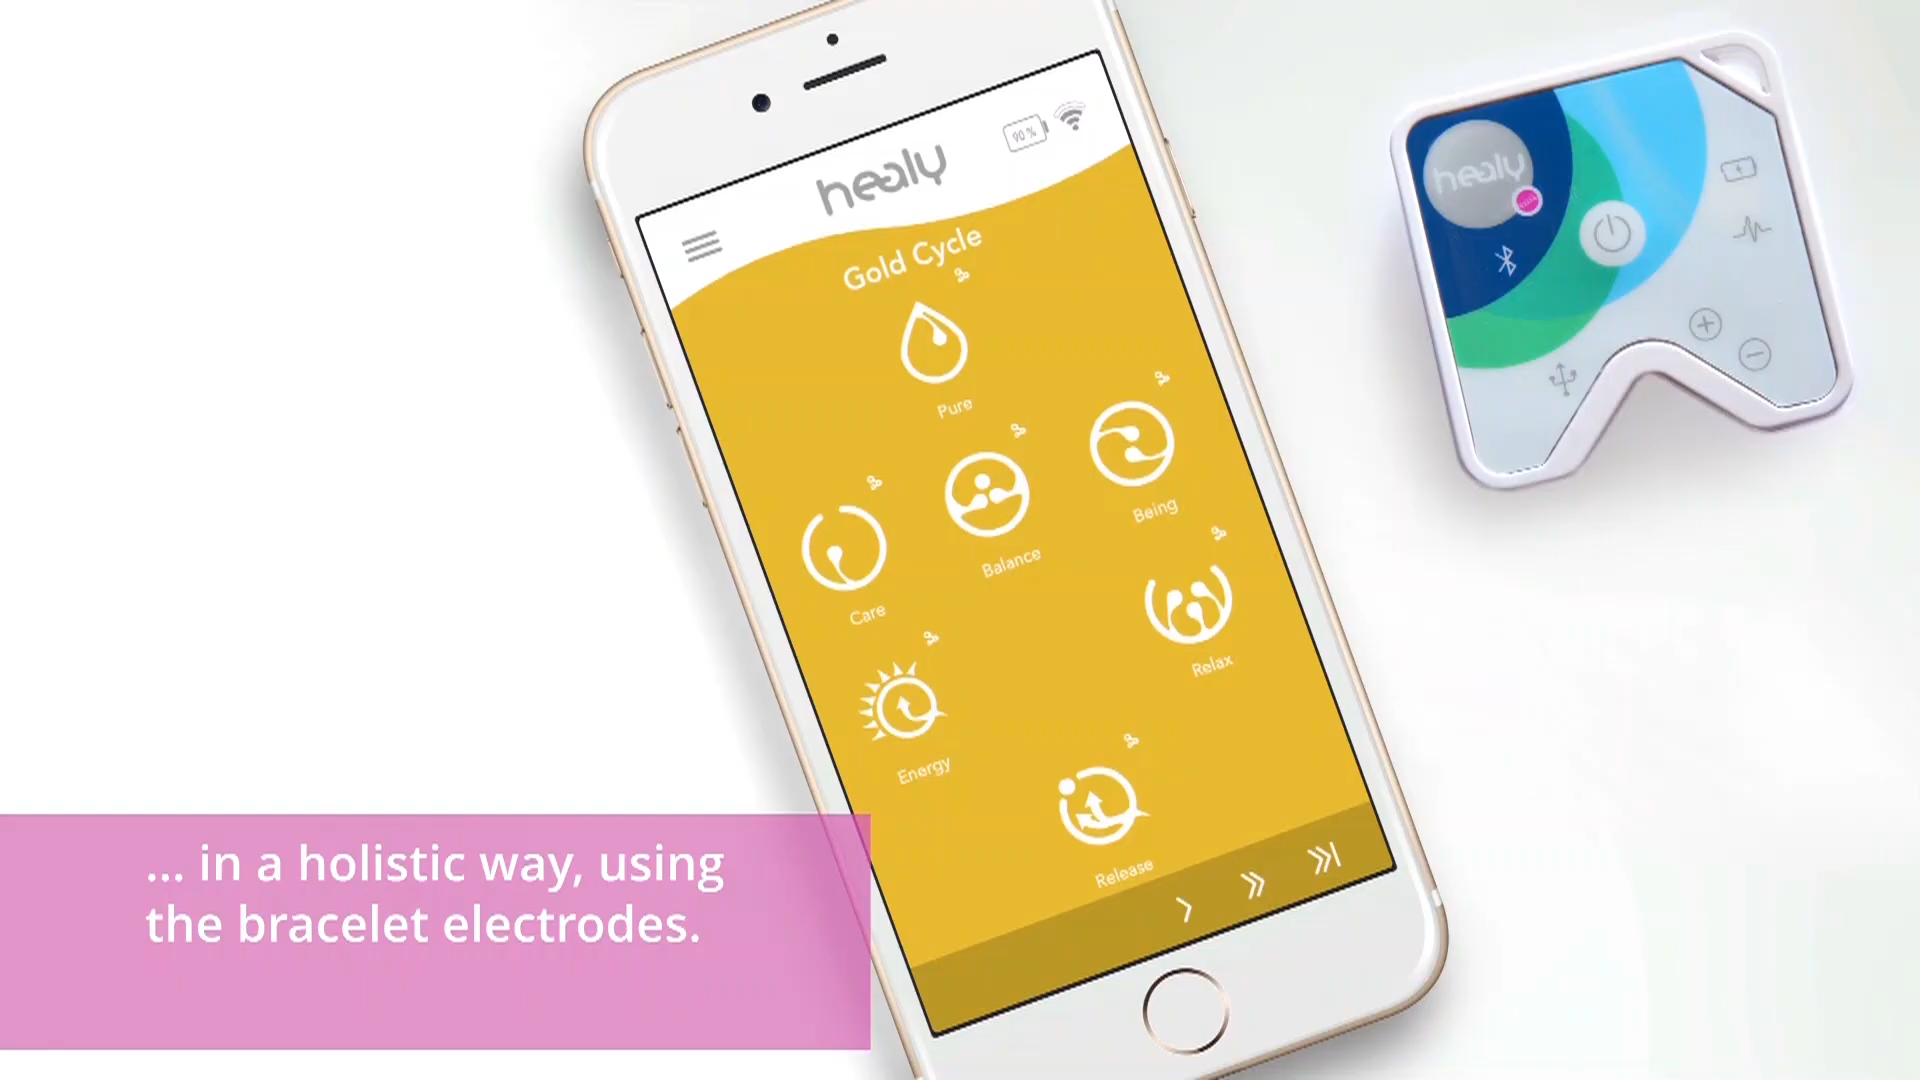 90 %
healy
Gold Cycle
Pure
Being
Balance
Care
Relax
Energy
Release
healy
... in a holistic way, using
the bracelet electrodes.